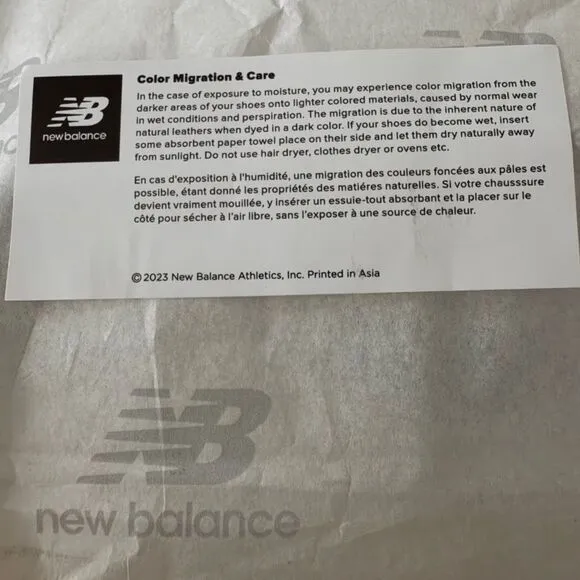 Color Migration & Care
In the case of exposure to moisture, you may experience color migration from the
darker areas of your shoes onto lighter colored materials, caused by normal wear
in wet conditions and perspiration. The migration is due to the inherent nature of
natural leathers when dyed in a dark color. If your shoes do become wet, insert
some absorbent paper towel place on their side and let them dry naturally away
from sunlight. Do not use hair dryer, clothes dryer or ovens etc.
NB
new balance
En cas d'exposition à l'humidité, une migration des couleurs foncées aux pâles est
possible, étant donné les propriétés des matiéres naturelles. Si votre chausssure
devient vraiment mouillée, y insérer un essuie-tout absorbant et la placer sur le
côté pour sécher à l'air libre, sans l'exposer à une source de chaleur.
©2023 New Balance Athletics, Inc. Printed in Asia
NB
new balance